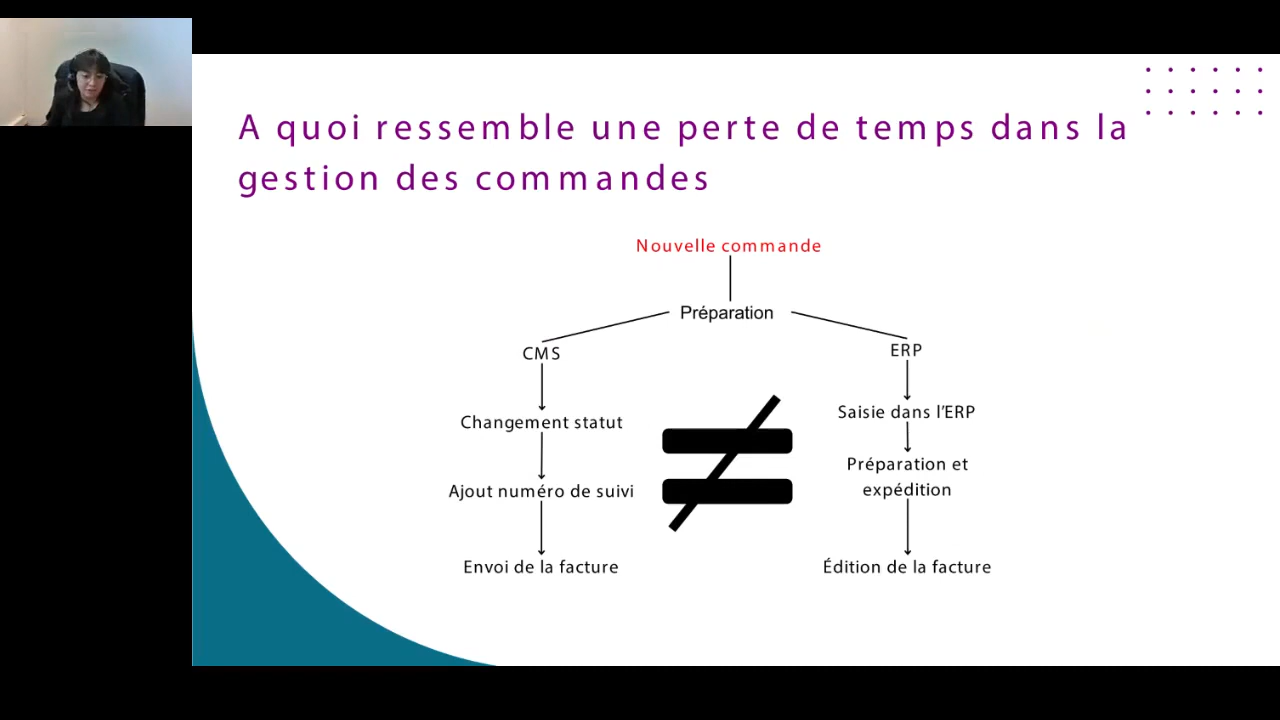 A quoi ressemble une perte de temps dans la
gestion des commandes
Nouvelle commande
Préparation
CMS
ERP
Changement statut
Saisie dans l’ERP
Ajout numéro de suivi
Préparation et
expédition
Envoi de la facture
Édition de la facture